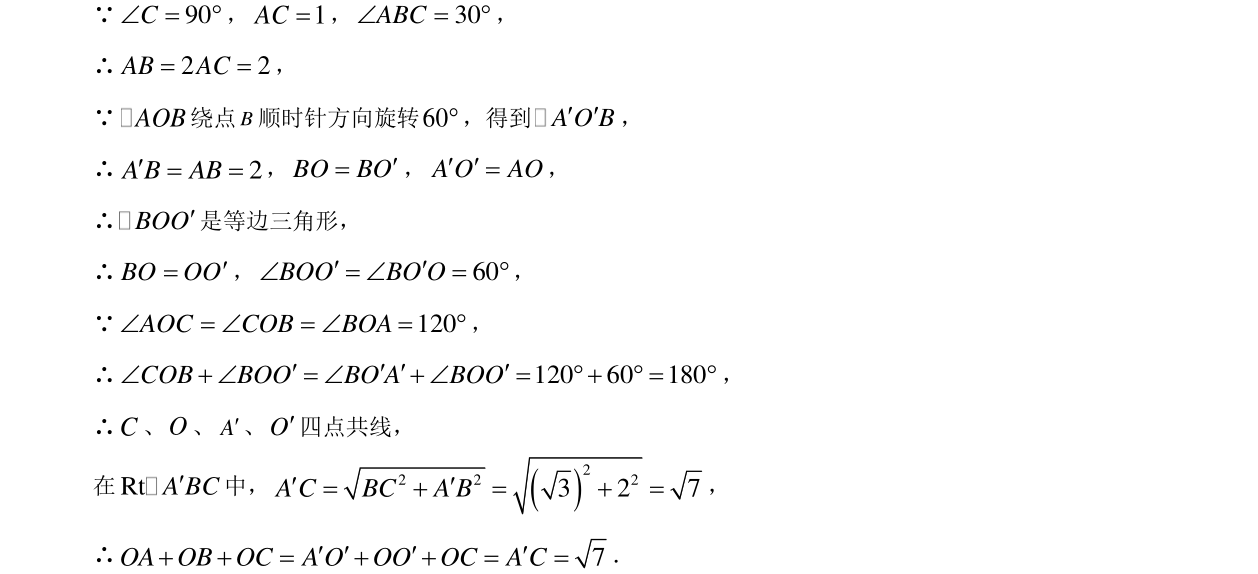 ∵ ∠C = 90°, AC = 1, ∠ABC = 30°,
∴ AB = 2AC = 2,
∵ □AOB 绕点 B 顺时针方向旋转 60°, 得到 □A′O′B,
∴ A′B = AB = 2, BO = BO′, A′O′ = AO,
∴ □BOO′ 是等边三角形,
∴ BO = OO′, ∠BOO′ = ∠BO′O = 60°,
∵ ∠AOC = ∠COB = ∠BOA = 120°,
∴ ∠COB + ∠BOO′ = ∠BO′A′ + ∠BOO′ = 120° + 60° = 180°,
∴ C、O、A′、O′ 四点共线,
在 Rt□A′BC 中, A′C = √(BC² + A′B²) = √((√3)² + 2²) = √7,
∴ OA + OB + OC = A′O′ + OO′ + OC = A′C = √7.